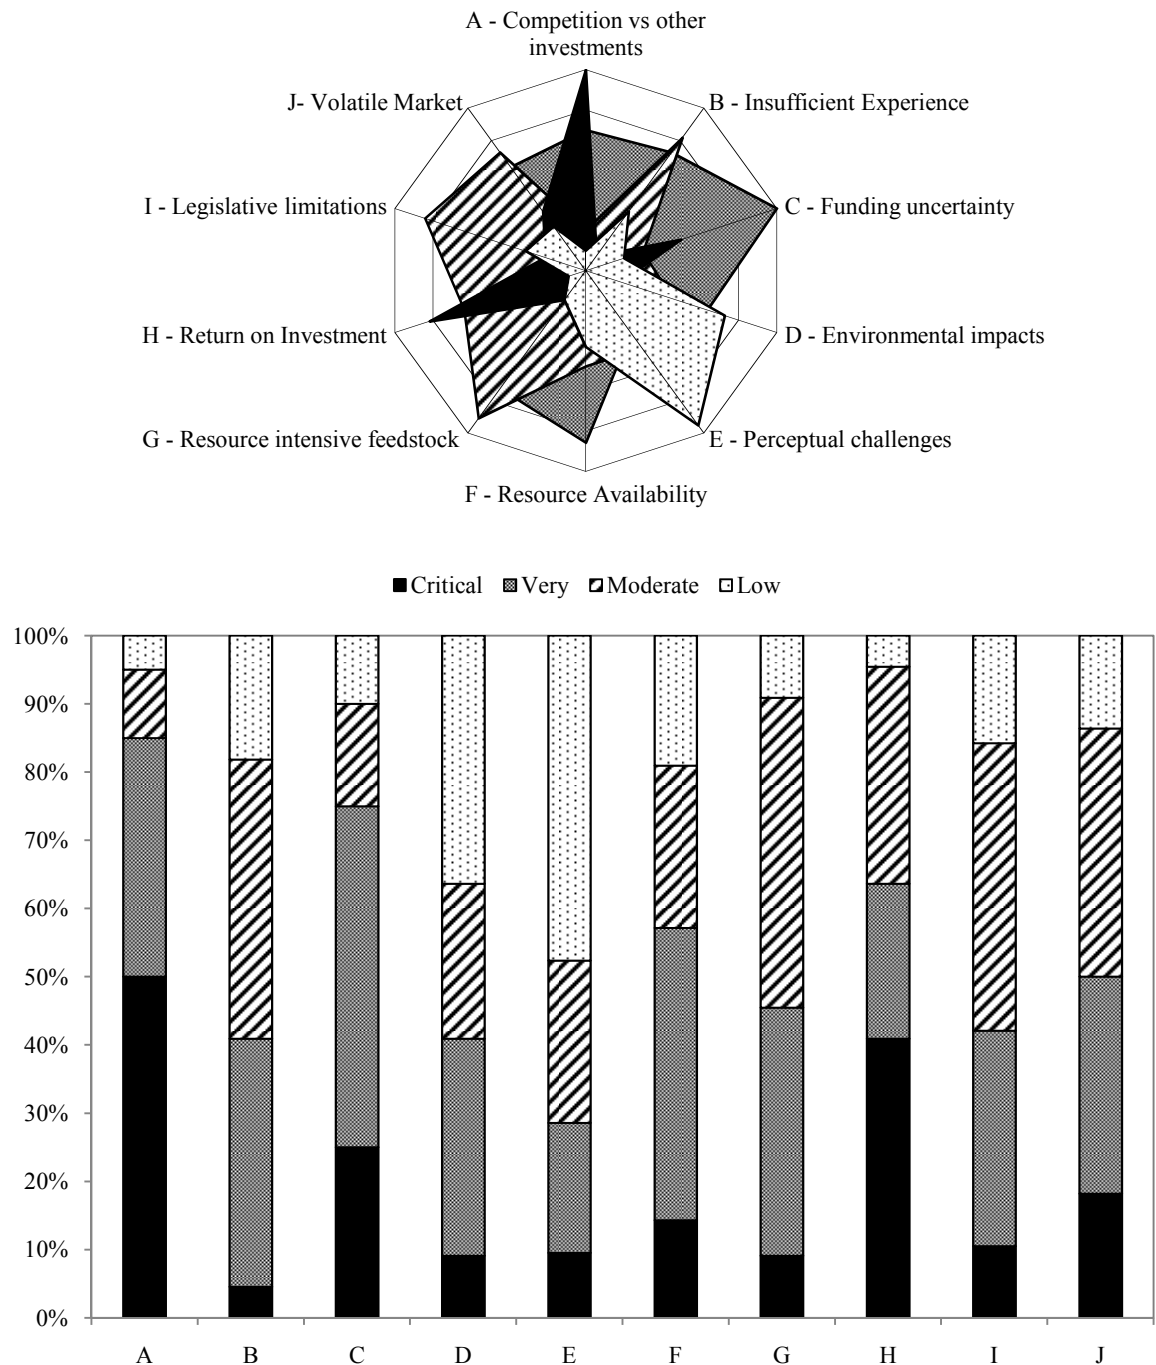 A - Competition vs other
investments
J- Volatile Market
B - Insufficient Experience
I - Legislative limitations
C - Funding uncertainty
H - Return on Investment
D - Environmental impacts
G - Resource intensive feedstock
E - Perceptual challenges
F - Resource Availability
Critical Very Moderate Low
100%
90%
80%
70%
60%
50%
40%
30%
20%
10%
0%
A B C D E F G H I J